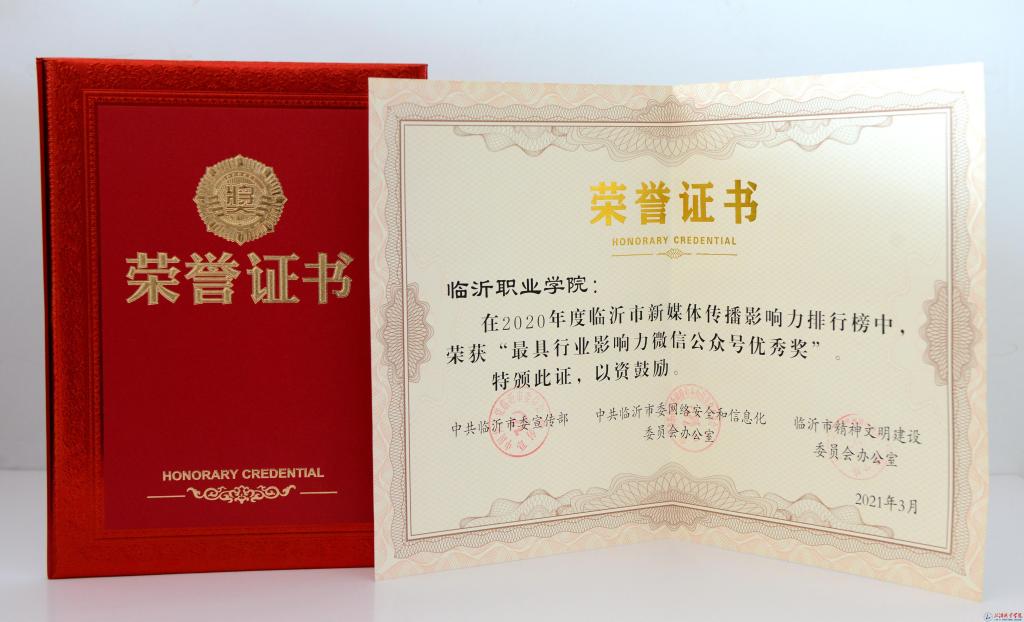 奖
荣誉证书
HONORARY CREDENTIAL
荣誉证书
HONORARY CREDENTIAL
临沂职业学院：
在2020年度临沂市新媒体传播影响力排行榜中，
荣获“最具行业影响力微信公众号优秀奖”。
特颁此证，以资鼓励。
中共临沂市委宣传部
中共临沂市委网络安全和信息化
委员会办公室
临沂市精神文明建设
委员会办公室
2021年3月